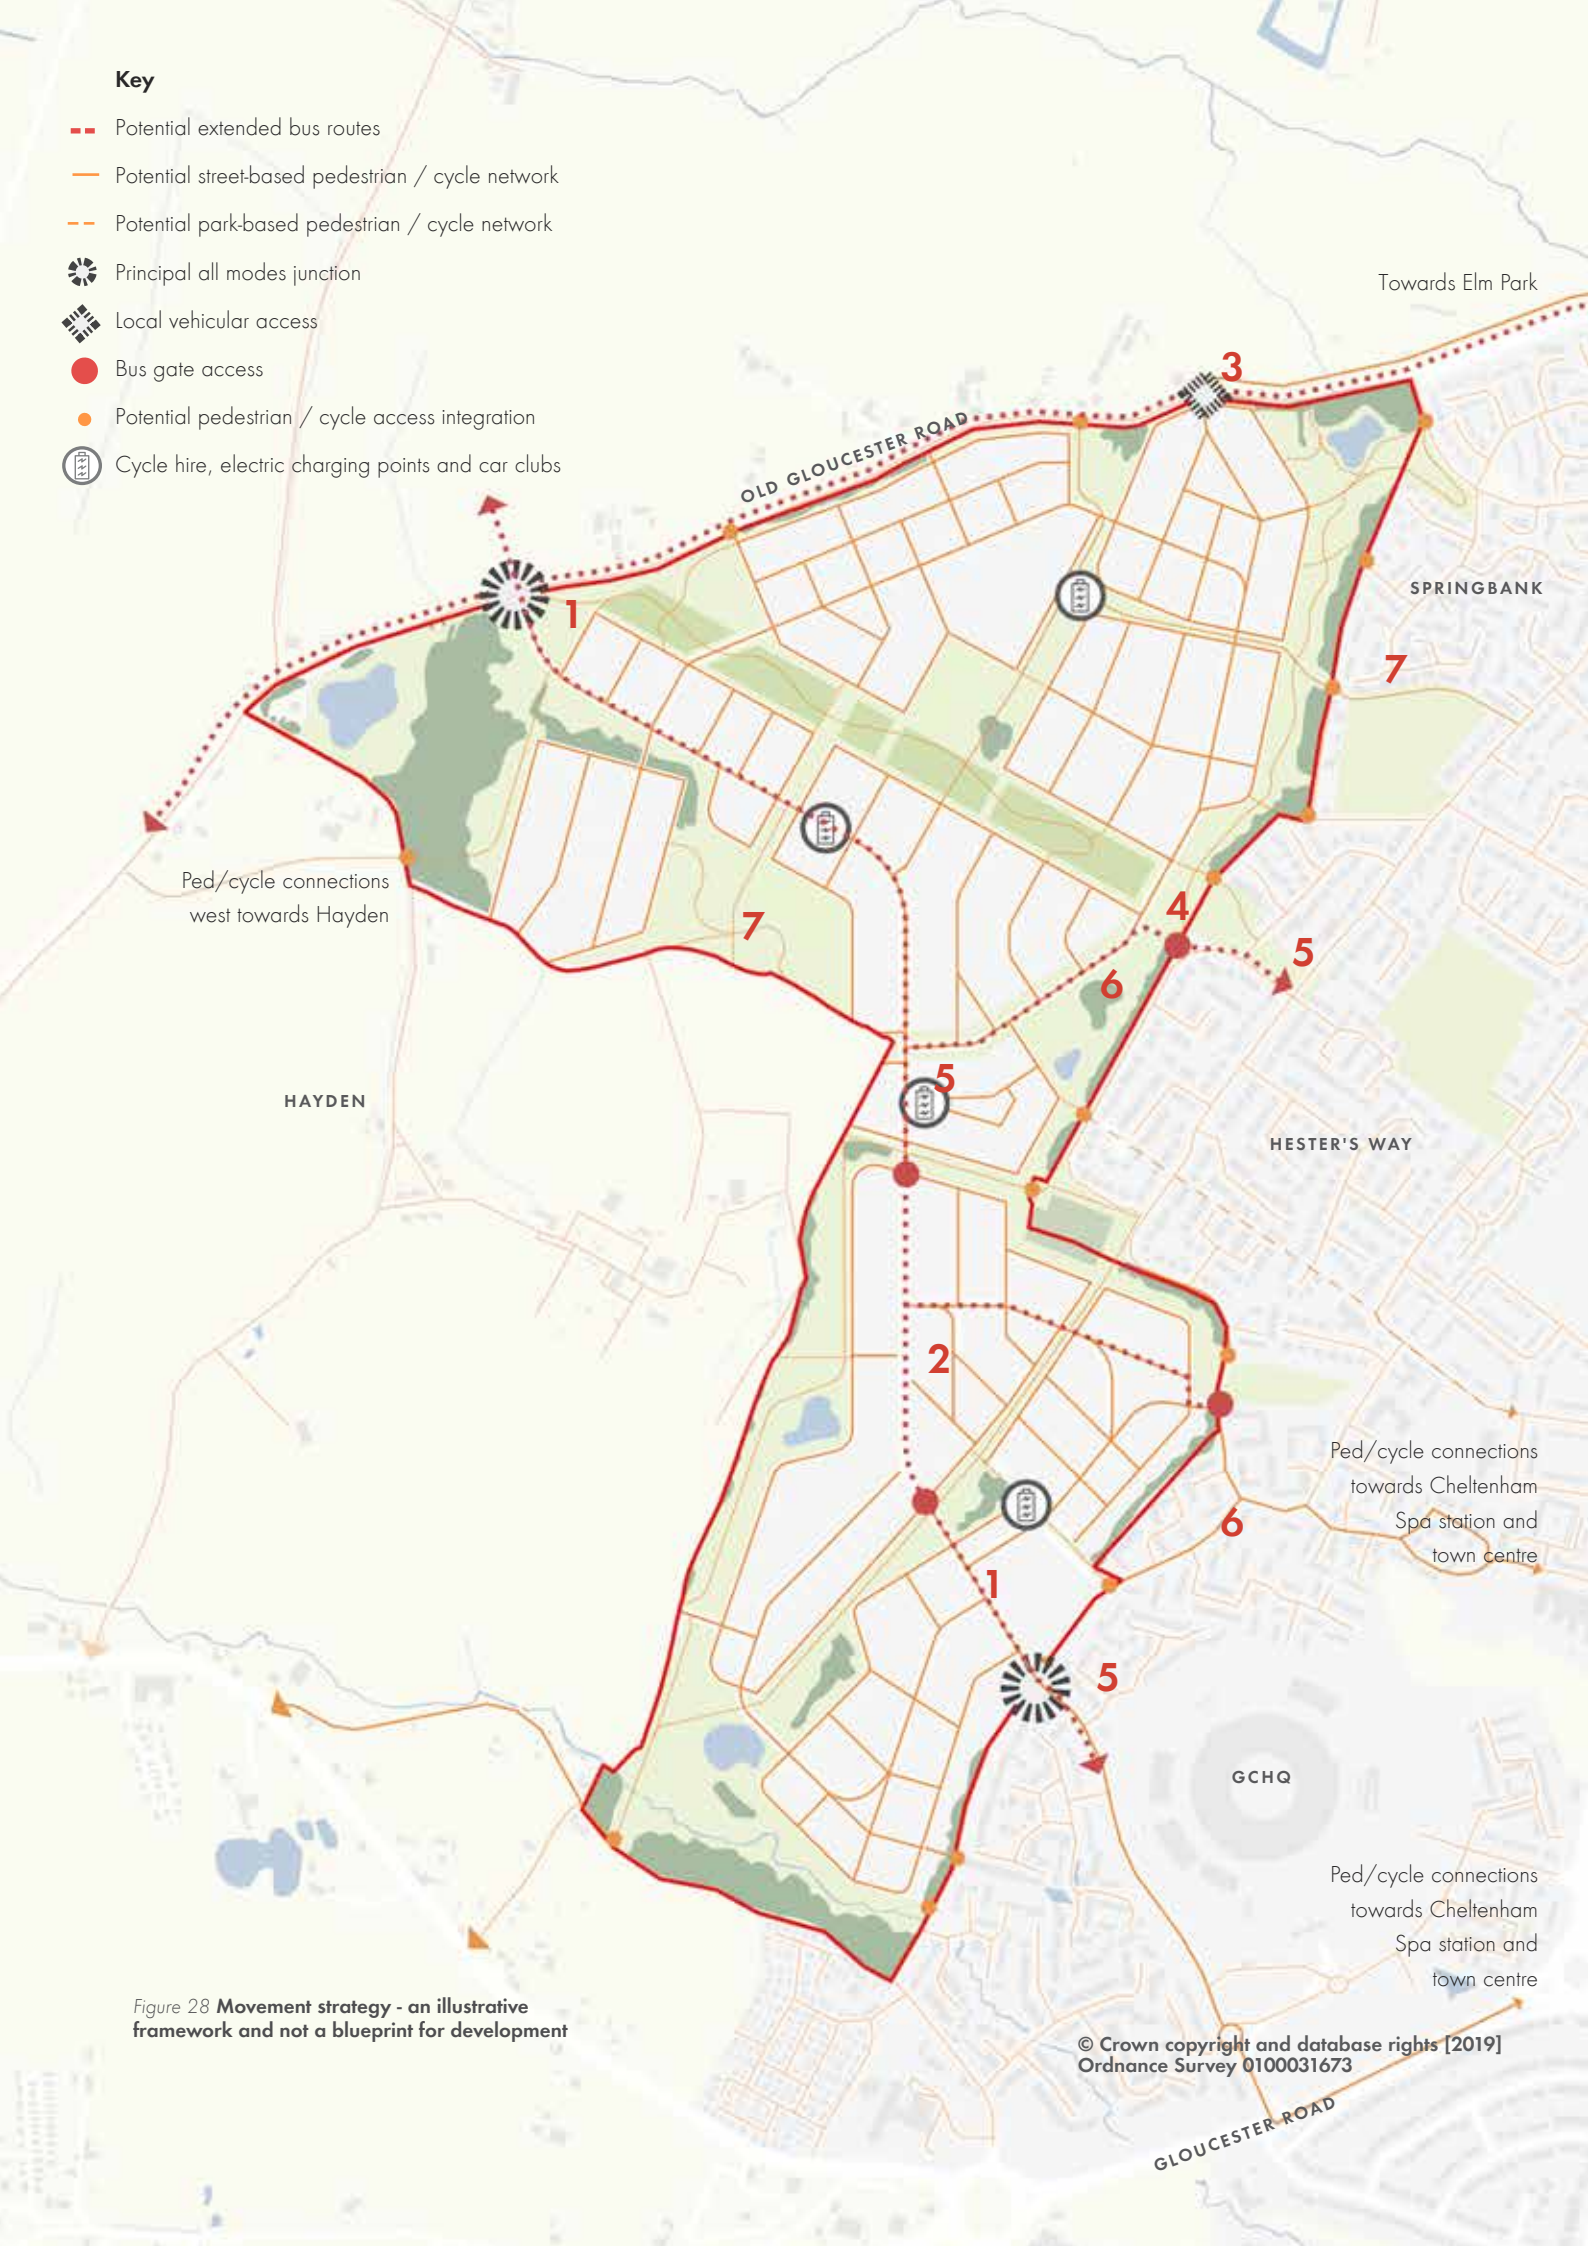 Key
Potential extended bus routes
Potential street-based pedestrian / cycle network
Potential park-based pedestrian / cycle network
Principal all modes junction
Local vehicular access
Bus gate access
Potential pedestrian / cycle access integration
Cycle hire, electric charging points and car clubs
Towards Elm Park
3
OLD GLOUCESTER ROAD
SPRINGBANK
1
7
Ped/cycle connections
west towards Hayden
7
4
5
6
5
HAYDEN
HESTER'S WAY
2
Ped/cycle connections
towards Cheltenham
Spa station and
town centre
6
1
5
GCHQ
Ped/cycle connections
towards Cheltenham
Spa station and
town centre
Figure 28 Movement strategy - an illustrative
framework and not a blueprint for development
© Crown copyright and database rights [2019]
Ordnance Survey 0100031673
GLOUCESTER ROAD